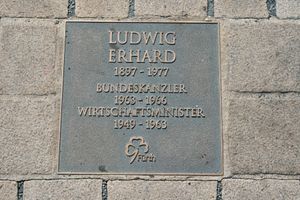 LUDWIG
ERHARD
1897 - 1977
BUNDESKANZLER
1963 - 1966
WIRTSCHAFTSMINISTER
1949 - 1963
fürth